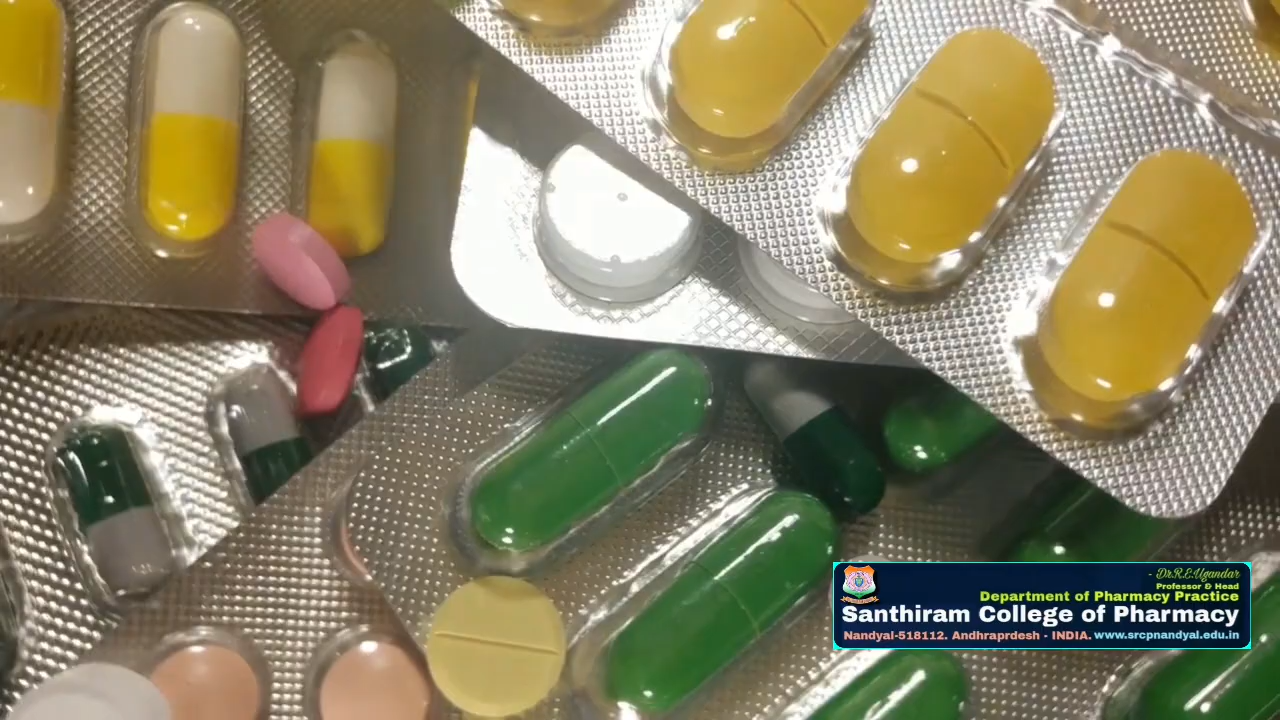 - Dr.R.E.Ugandar
Professor & Head
Department of Pharmacy Practice
Santhiram College of Pharmacy
Nandyal-518112. Andhraprdesh - INDIA. www.srcpnandyal.edu.in